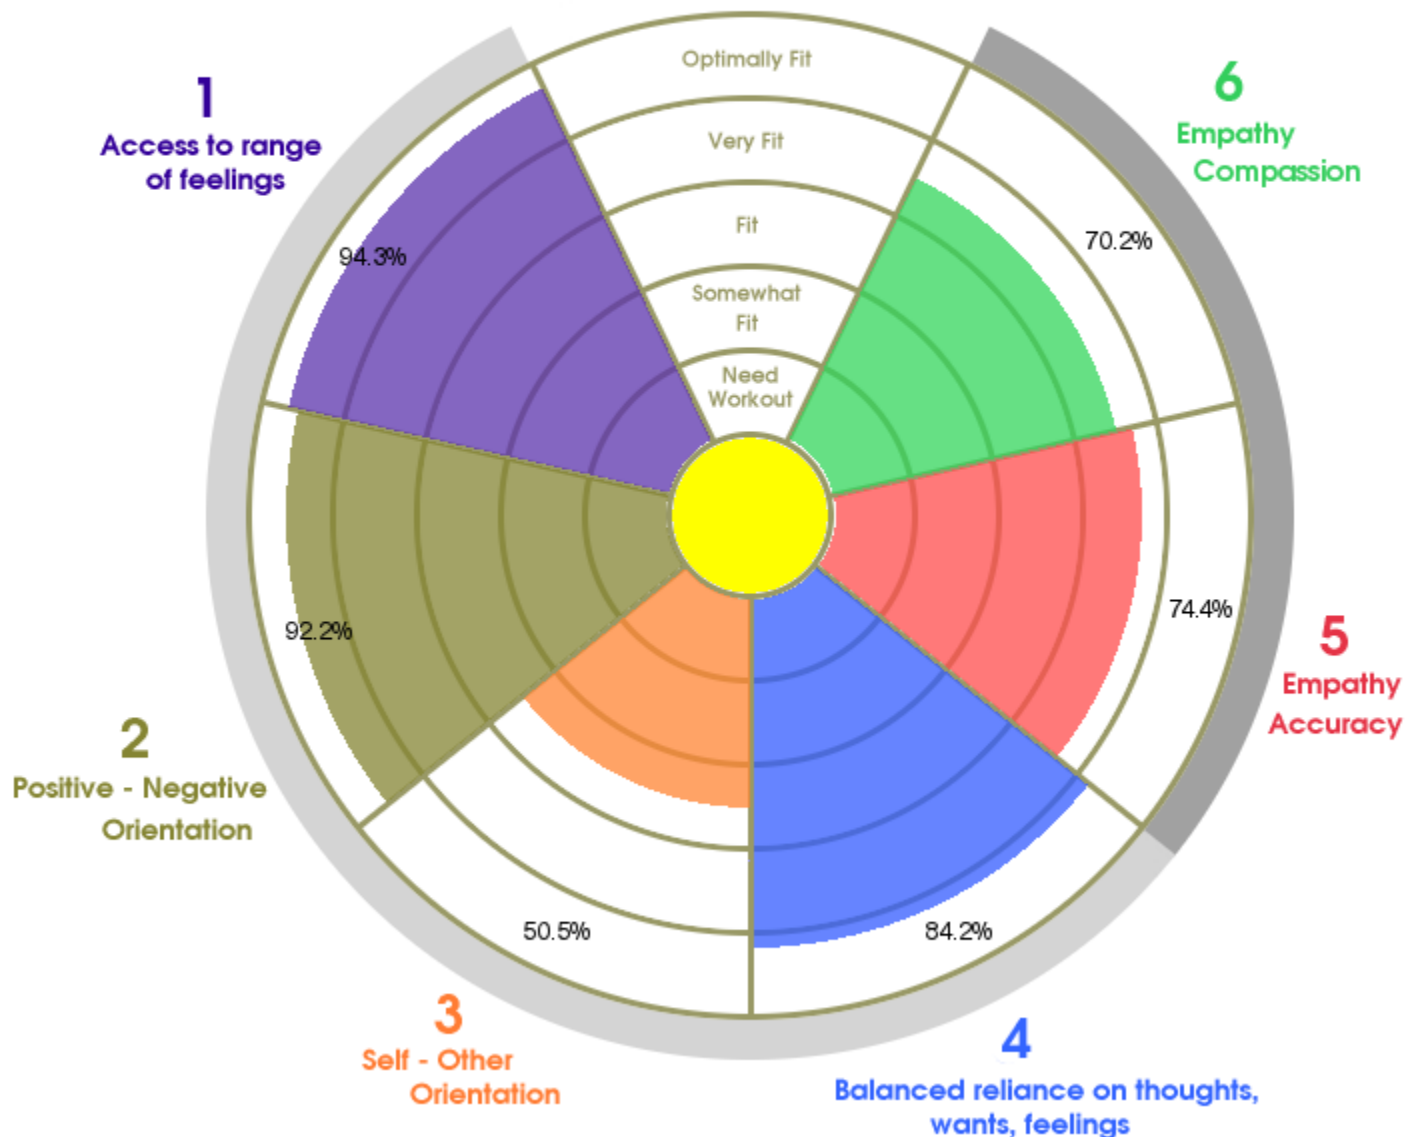 Optimally Fit
Very Fit
Fit
Somewhat
Fit
Need
Workout
1
Access to range
of feelings
94.3%
2
Positive - Negative
Orientation
92.2%
3
Self - Other
Orientation
50.5%
4
Balanced reliance on thoughts,
wants, feelings
84.2%
5
Empathy
Accuracy
74.4%
6
Empathy
Compassion
70.2%